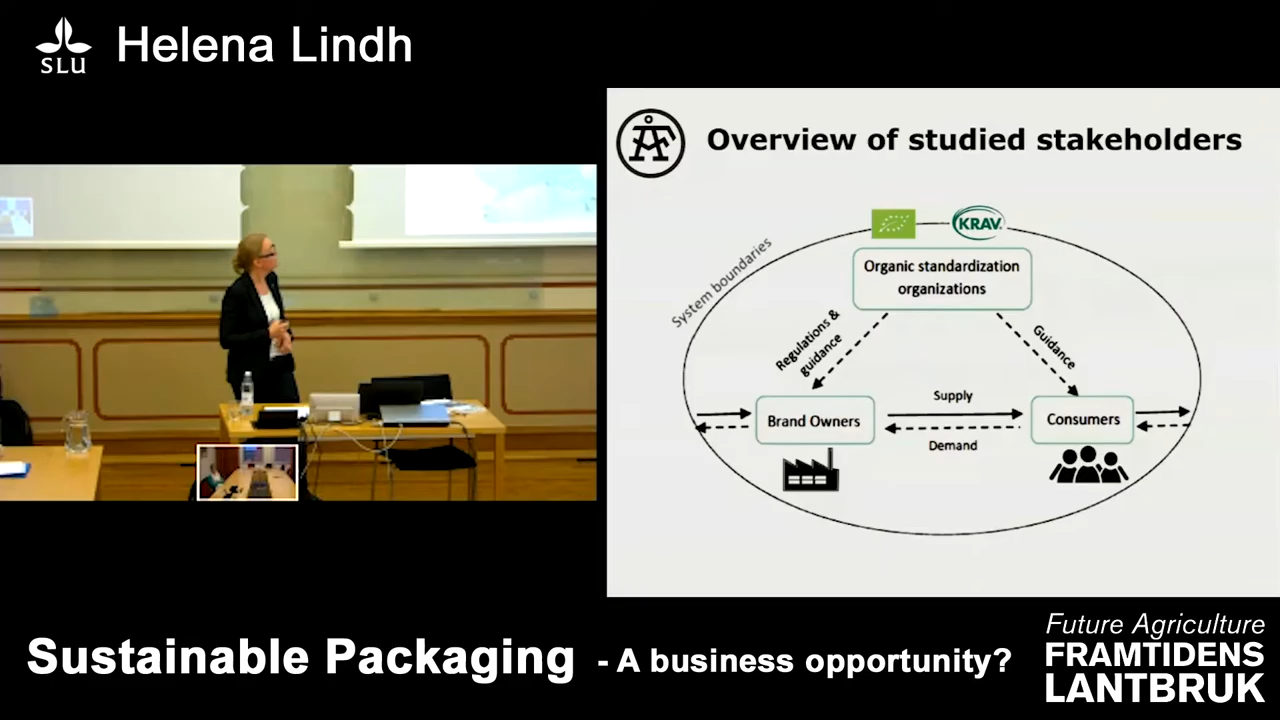 SLU
Helena Lindh
Overview of studied stakeholders
KRAV
System boundaries
Organic standardization
organizations
Regulations &
guidance
Guidance
Supply
Brand Owners
Consumers
Demand
Sustainable Packaging - A business opportunity?
Future Agriculture
FRAMTIDENS
LANTBRUK